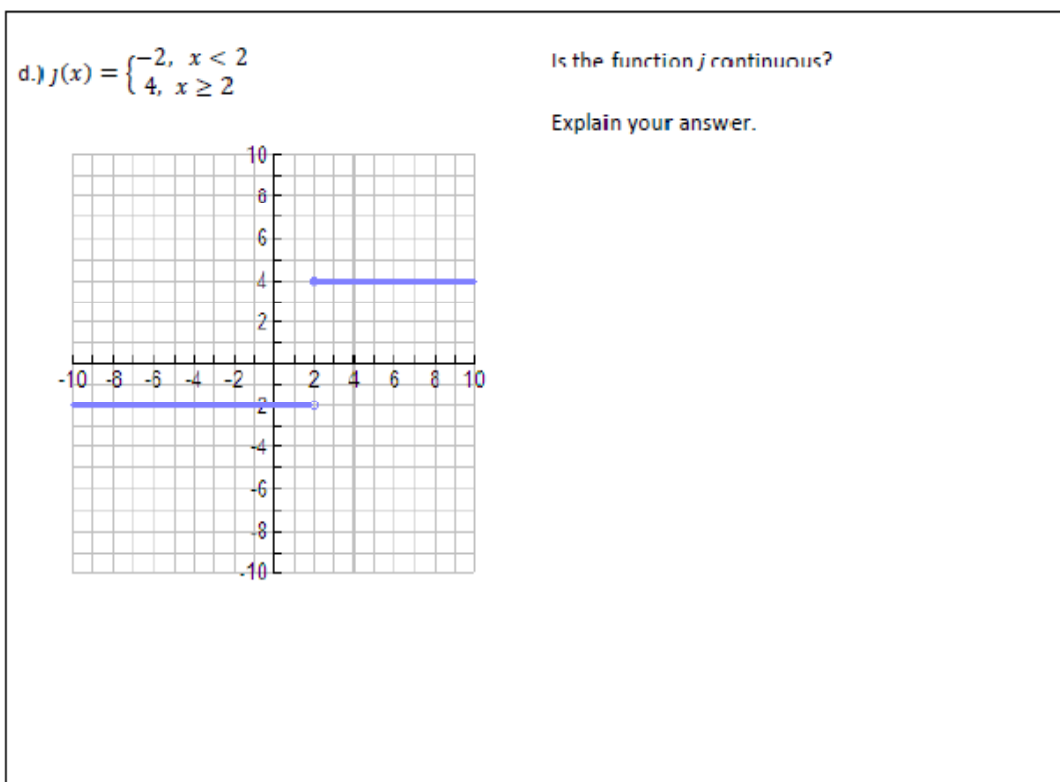 d.) j(x) = {−2, x < 2
4, x ≥ 2
Is the function j continuous?
Explain your answer.
10
8
6
4
2
-10 -8 -6 -4 -2 2 4 6 8 10
-2
-4
-6
-8
-10